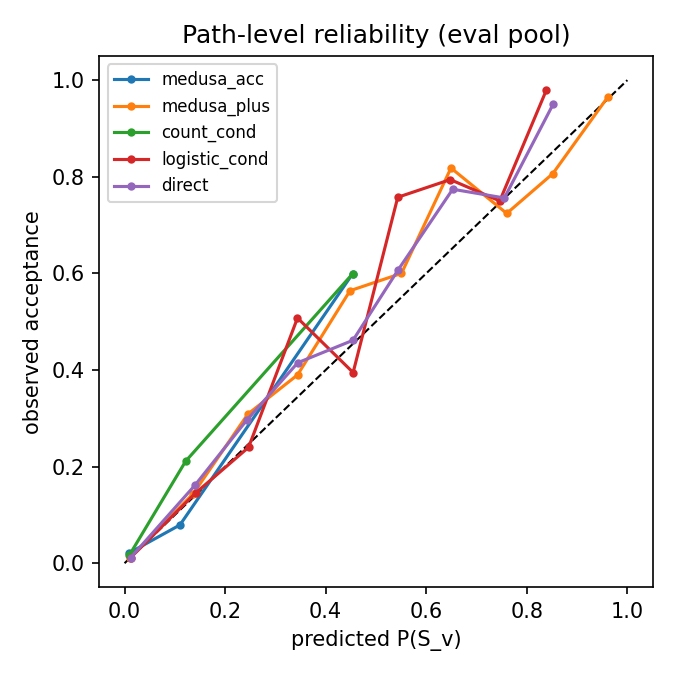 Path-level reliability (eval pool)
medusa_acc
medusa_plus
count_cond
logistic_cond
direct
observed acceptance
1.0
0.8
0.6
0.4
0.2
0.0
0.0 0.2 0.4 0.6 0.8 1.0
predicted P(S_v)